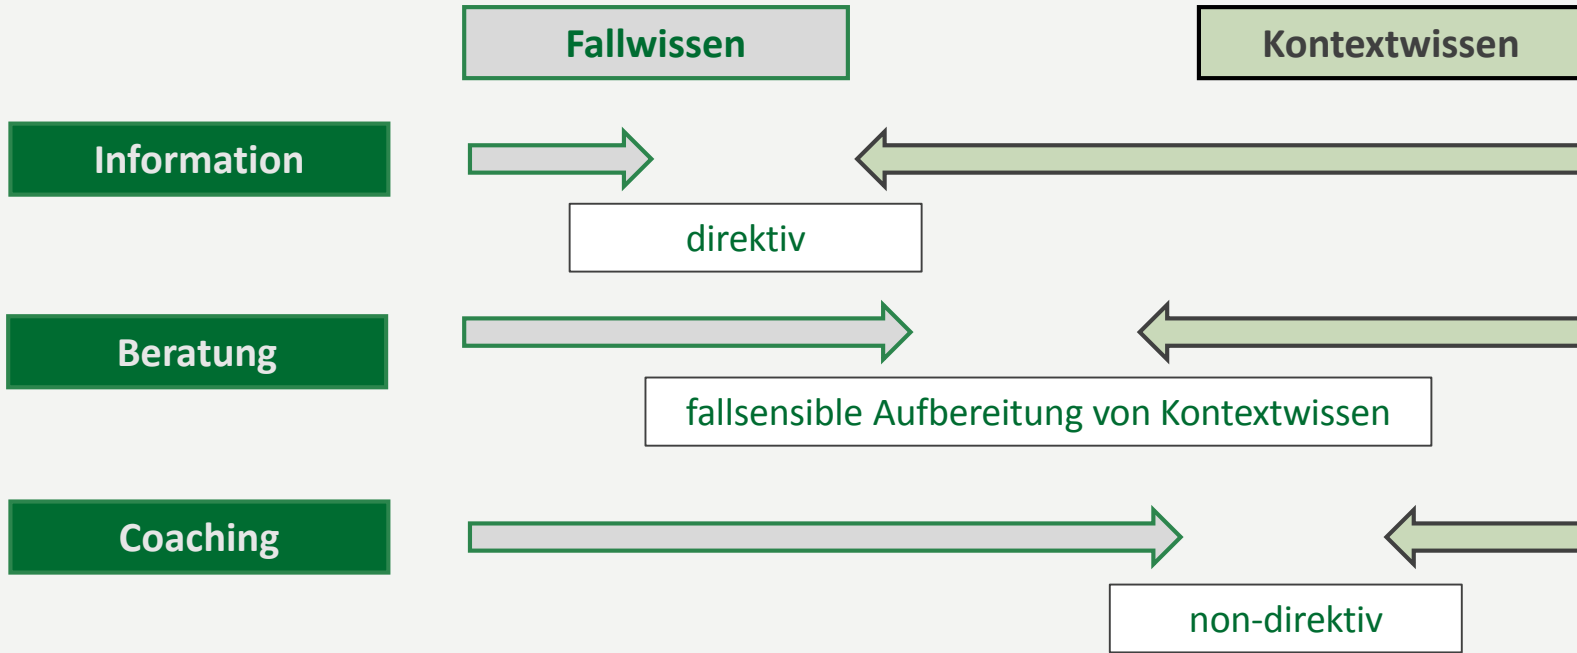 Fallwissen
Kontextwissen
Information
direktiv
Beratung
fallsensible Aufbereitung von Kontextwissen
Coaching
non-direktiv